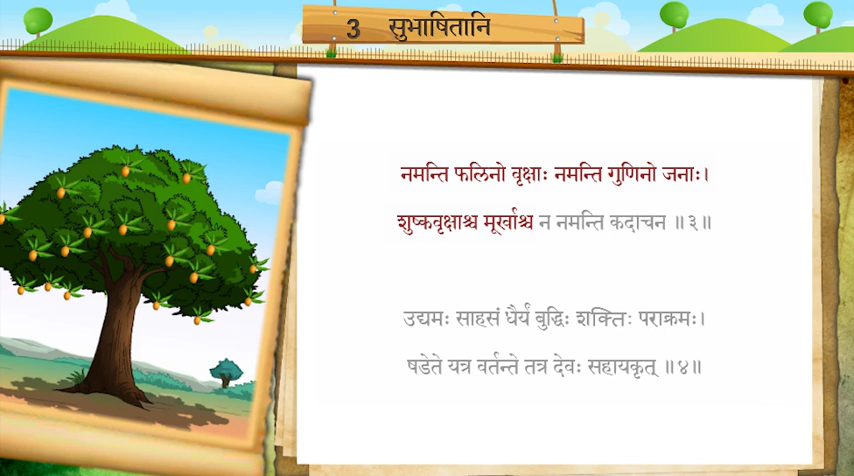 3 सुभाषितानि
नमन्ति फलिनो वृक्षाः नमन्ति गुणिनो जनाः।
शुष्कवृक्षाश्च मूर्खाश्च न नमन्ति कदाचन ॥३॥
उद्यमः साहसं धैर्यं बुद्धिः शक्तिः पराक्रमः।
षडेते यत्र वर्तन्ते तत्र देवः सहायकृत् ॥४॥